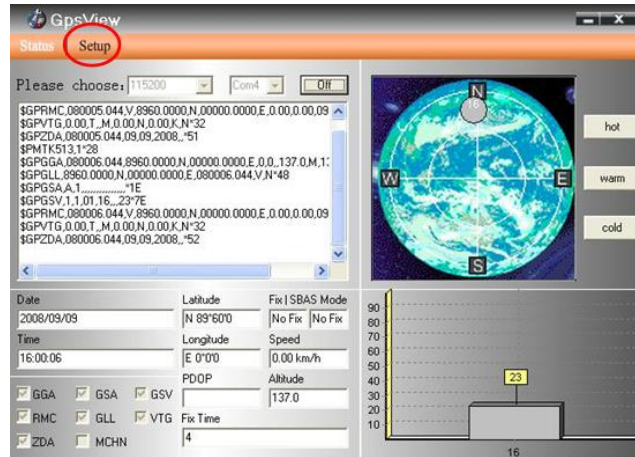 GpsView
Status Setup
Please choose: 115200 Com4 Off
$GPRMC,080005.044,V,8960.0000,N,00000.0000,E,0.00,0.00,09
$GPVTG,0.00,T,,M,0.00,N,0.00,K,N*32
$GPZDA,080005.044,09,09,2008,,*51
$PMTK513,1*28
$GPGGA,080006.044,8960.0000,N,00000.0000,E,0,0,,137.0,M,1:
$GPGLL,8960.0000,N,00000.0000,E,080006.044,V,N*48
$GPGSA,A,1,,,,,,,,,,,,,,,*1E
$GPGSV,1,1,01,16,,,23*7E
$GPRMC,080006.044,V,8960.0000,N,00000.0000,E,0.00,0.00,09
$GPVTG,0.00,T,,M,0.00,N,0.00,K,N*32
$GPZDA,080006.044,09,09,2008,,*52
N
16
W E
S
hot
warm
cold
Date Latitude Fix | SBAS Mode
2008/09/09 N 89°60'0 No Fix No Fix
Time Longitude Speed
16:00:06 E 0°0'0 0.00 km/h
PDOP Altitude
137.0
GGA GSA GSV
RMC GLL VTG Fix Time
ZDA MCHN 4
90
80
70
60
50
40
30
20
10
23
16